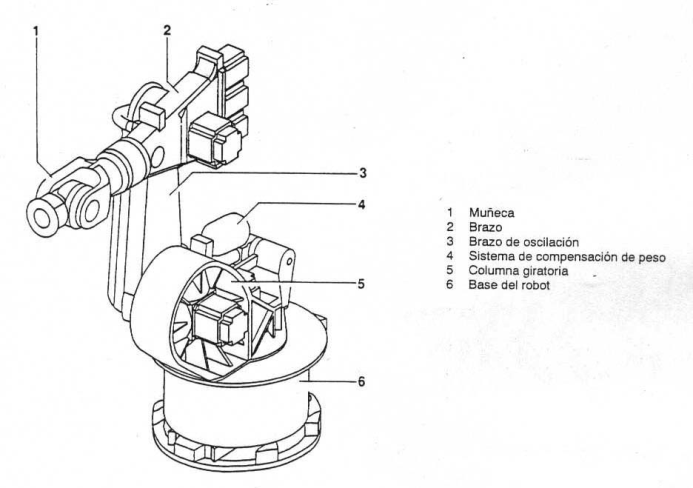 1
2
3
4
5
6
1 Muñeca
2 Brazo
3 Brazo de oscilación
4 Sistema de compensación de peso
5 Columna giratoria
6 Base del robot